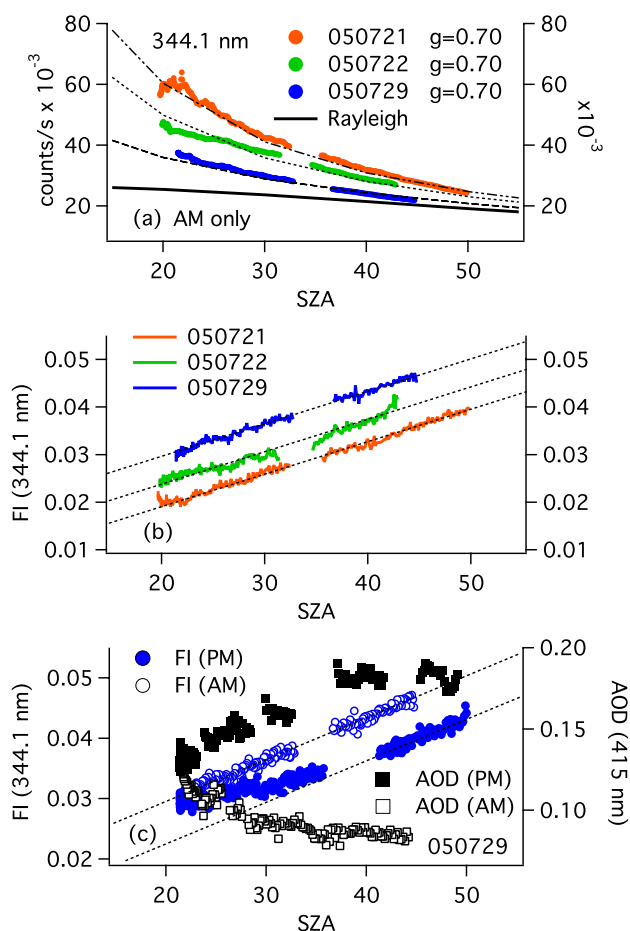 344.1 nm
050721 g=0.70
050722 g=0.70
050729 g=0.70
Rayleigh
80
60
40
20
counts/s x 10⁻³
80
60
40
20
x10⁻³
(a) AM only
20 30 40 50
SZA
050721
050722
050729
0.05
0.04
0.03
0.02
0.01
FI (344.1 nm)
0.05
0.04
0.03
0.02
0.01
(b)
20 30 40 50
SZA
FI (PM)
FI (AM)
0.05
0.04
0.03
0.02
FI (344.1 nm)
0.20
0.15
0.10
AOD (415 nm)
AOD (PM)
AOD (AM)
(c)
050729
20 30 40 50
SZA